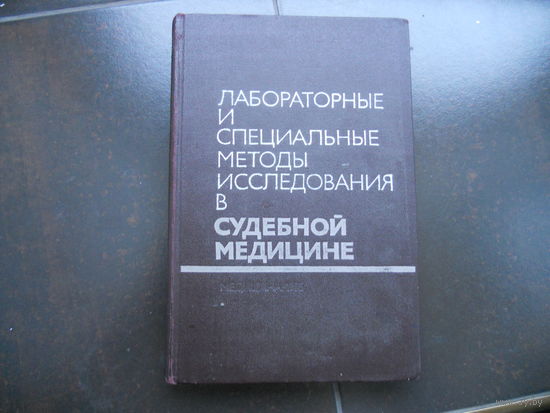 ЛАБОРАТОРНЫЕ
И
СПЕЦИАЛЬНЫЕ
МЕТОДЫ
ИССЛЕДОВАНИЯ
В
СУДЕБНОЙ
МЕДИЦИНЕ